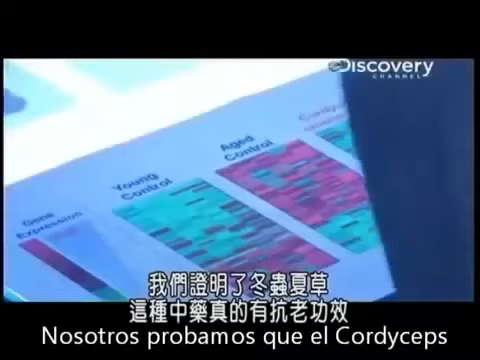 Discovery
CHANNEL
Cordyceps
Aged
Control
Young
Control
Gene
Expression
我們證明了冬蟲夏草
這種中藥真的有抗老功效
Nosotros probamos que el Cordyceps